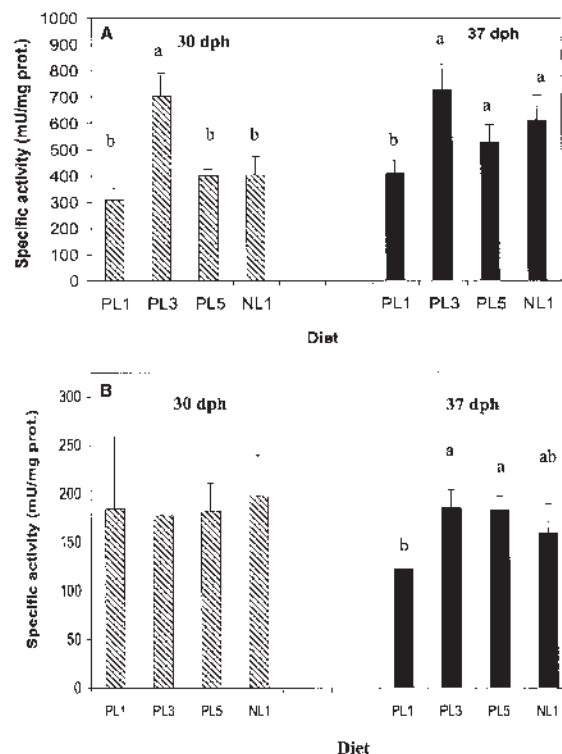 A
30 dph
37 dph
Specific activity (mU/mg prot.)
1000
900
800
700
600
500
400
300
200
100
0
b
a
b
b
b
a
a
a
PL1 PL3 PL5 NL1 PL1 PL3 PL5 NL1
Diet
B
30 dph
37 dph
Specific activity (mU/mg prot.)
300
250
200
150
100
50
0
b
a
a
ab
PL1 PL3 PL5 NL1 PL1 PL3 PL5 NL1
Diet